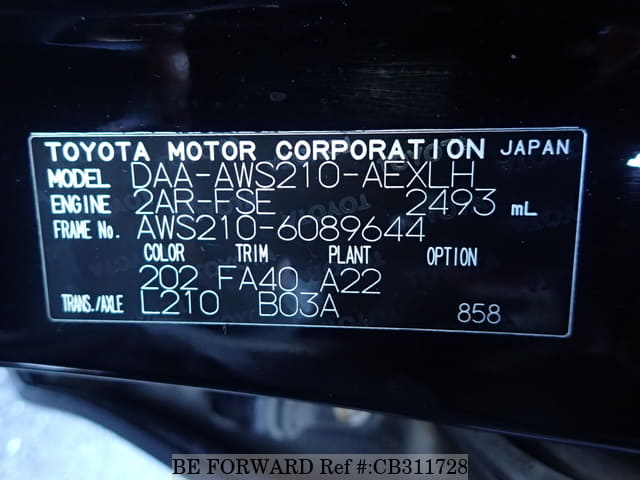 TOYOTA MOTOR CORPORATION JAPAN
MODEL DAA-AWS210-AEXLH
ENGINE 2AR-FSE 2493 mL
FRAME No. AWS210-6089644
COLOR TRIM PLANT OPTION
202 FA40 A22
TRANS./AXLE L210 B03A 858
BE FORWARD Ref #:CB311728